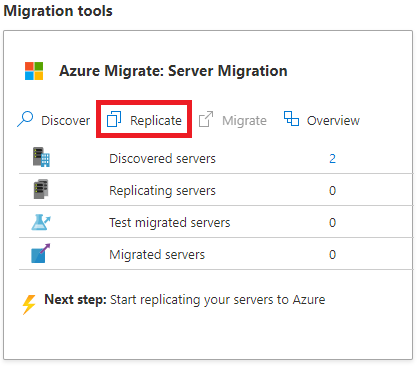 Migration tools
Azure Migrate: Server Migration
Discover Replicate Migrate Overview
Discovered servers 2
Replicating servers 0
Test migrated servers 0
Migrated servers 0
Next step: Start replicating your servers to Azure